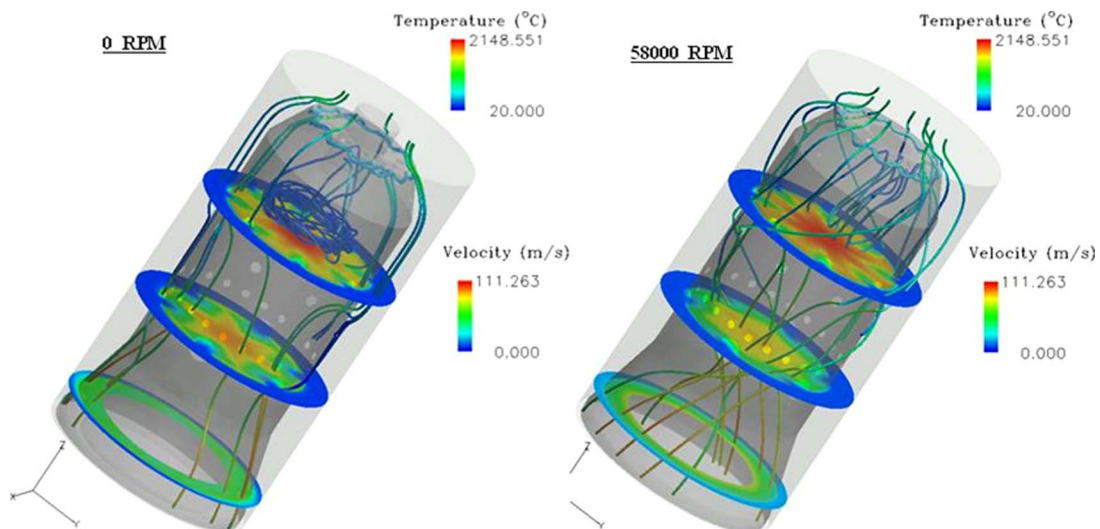 0 RPM
Temperature (°C)
2148.551
20.000
Velocity (m/s)
111.263
0.000
Z
X
Y
58000 RPM
Temperature (°C)
2148.551
20.000
Velocity (m/s)
111.263
0.000
Z
Y